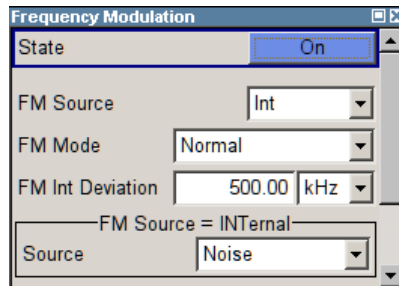 Frequency Modulation
State On
FM Source Int
FM Mode Normal
FM Int Deviation 500.00 kHz
FM Source = INTernal
Source Noise